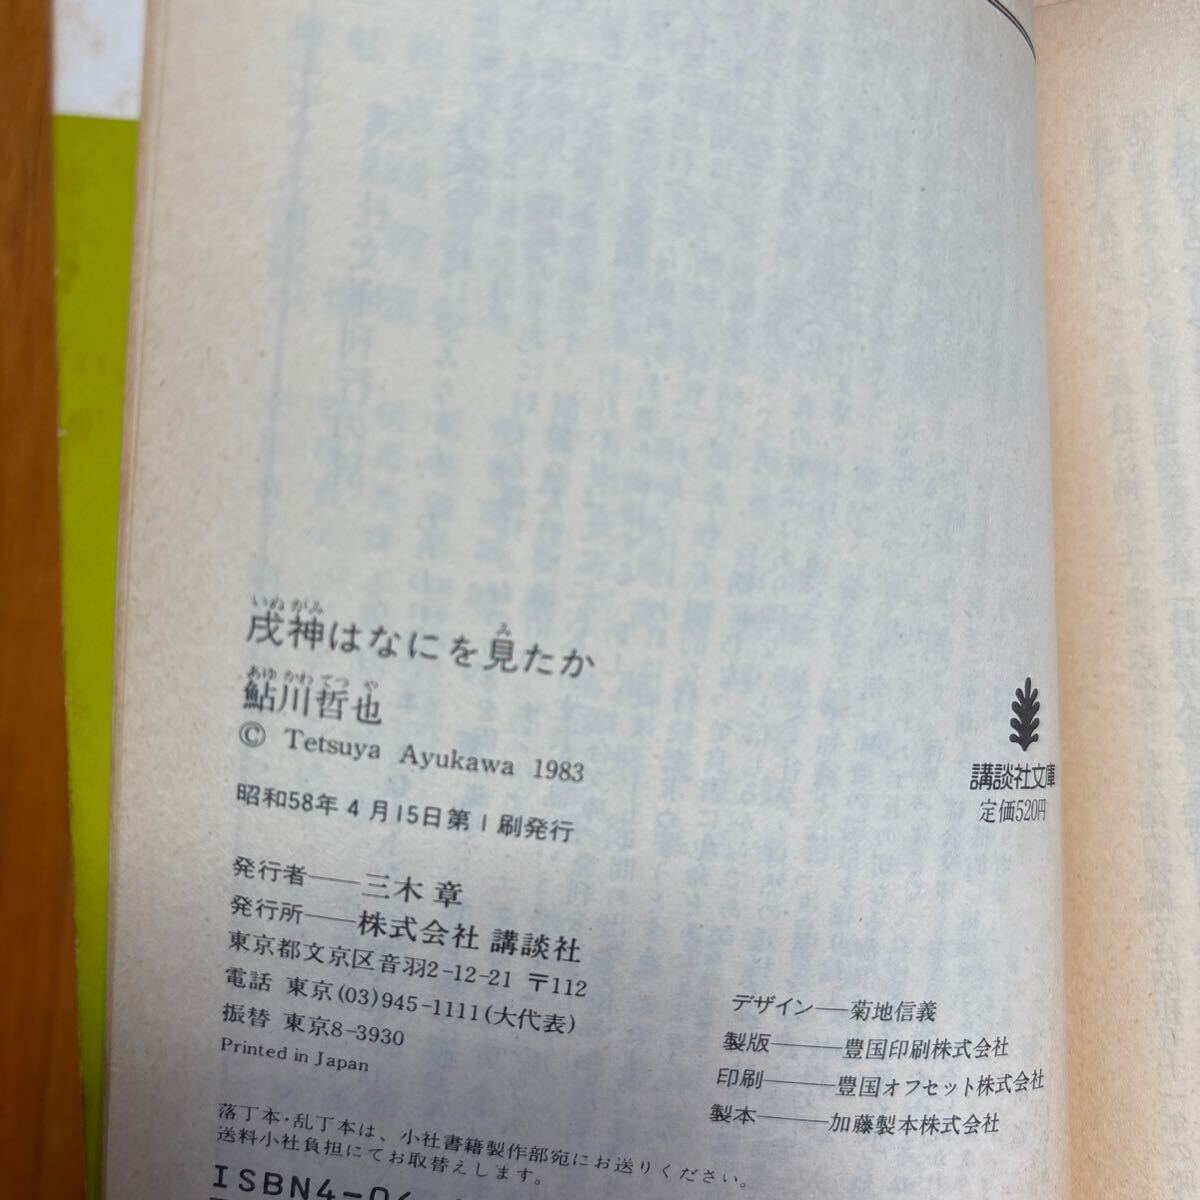 戌神はなにを見たか
いぬがみ え
鮎川哲也
あゆかわてつや
© Tetsuya Ayukawa 1983
昭和58年4月15日第1刷発行
発行者――三木 章
発行所――株式会社 講談社
東京都文京区音羽2-12-21 〒112
電話 東京(03)945-1111(大代表)
振替 東京8-3930
Printed in Japan
落丁本・乱丁本は、小社書籍製作部宛にお送りください。
送料小社負担にてお取替えします。
ISBN4-06
講談社文庫
定価520円
デザイン――菊地信義
製版――豊国印刷株式会社
印刷――豊国オフセット株式会社
製本――加藤製本株式会社